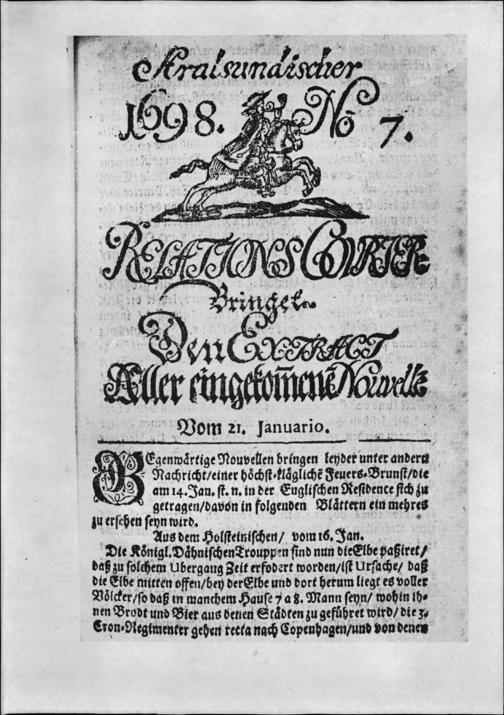 Stralsundischer
1698. No 7.
RELATIONS COURIER
Bringet
Den EXTRACT
Aller eingekom̃enẽ Nouvelle
Vom 21. Januario.
GEgenwärtige Nouvellen bringen leyder unter andern
Nachricht/einer höchst-kläglichẽ Feuers-Brunst/die
am 14. Jan. st. n. in der Englischen Residence sich zu
getragen/davon in folgenden Blättern ein mehres
zu ersehen seyn wird.
Aus dem Holsteinischen/ vom 16. Jan.
Die Königl. Dähnischen Trouppen sind nun die Elbe paßiret/
daß zu solchem Ubergang Zeit erfodert worden/ist Ursache/ daß
die Elbe mitten offen/bey der Elbe und dort herum liegt es voller
Völcker/so daß in manchem Hause 7 a 8. Mann seyn/ wohin ih-
nen Brodt und Bier aus denen Städten zu geführet wird/ die 3.
Cron-Regimenter gehen recta nach Copenhagen/und von denen